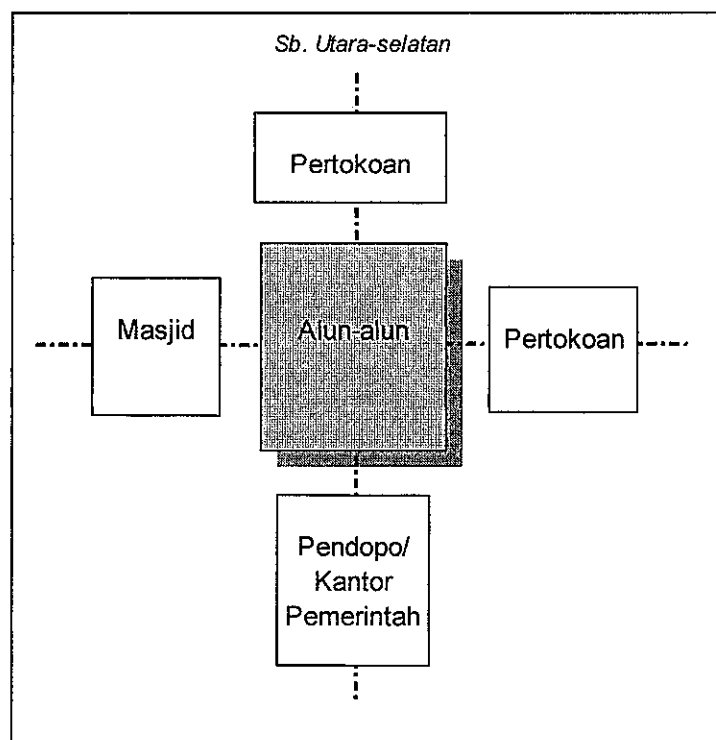 Sb. Utara-selatan
Pertokoan
Masjid
Alun-alun
Pertokoan
Pendopo/
Kantor
Pemerintah